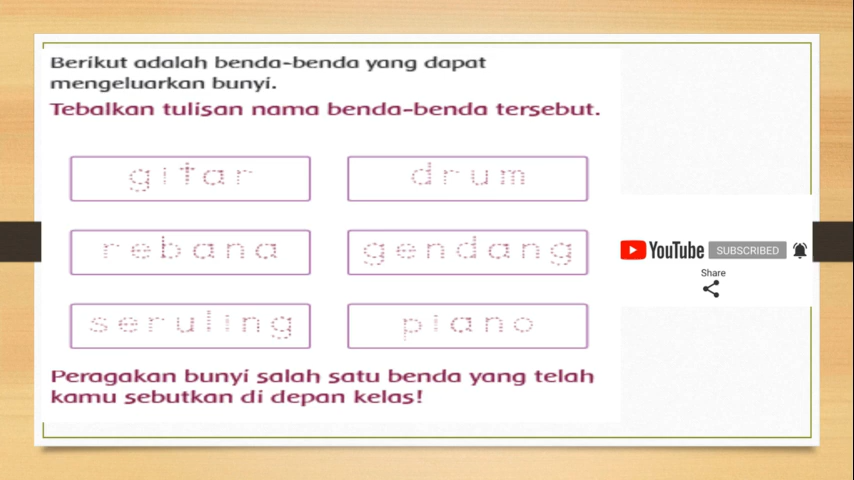 Berikut adalah benda-benda yang dapat
mengeluarkan bunyi.
Tebalkan tulisan nama benda-benda tersebut.
gitar
drum
rebana
gendang
seruling
piano
YouTube SUBSCRIBED
Share
Peragakan bunyi salah satu benda yang telah
kamu sebutkan di depan kelas!